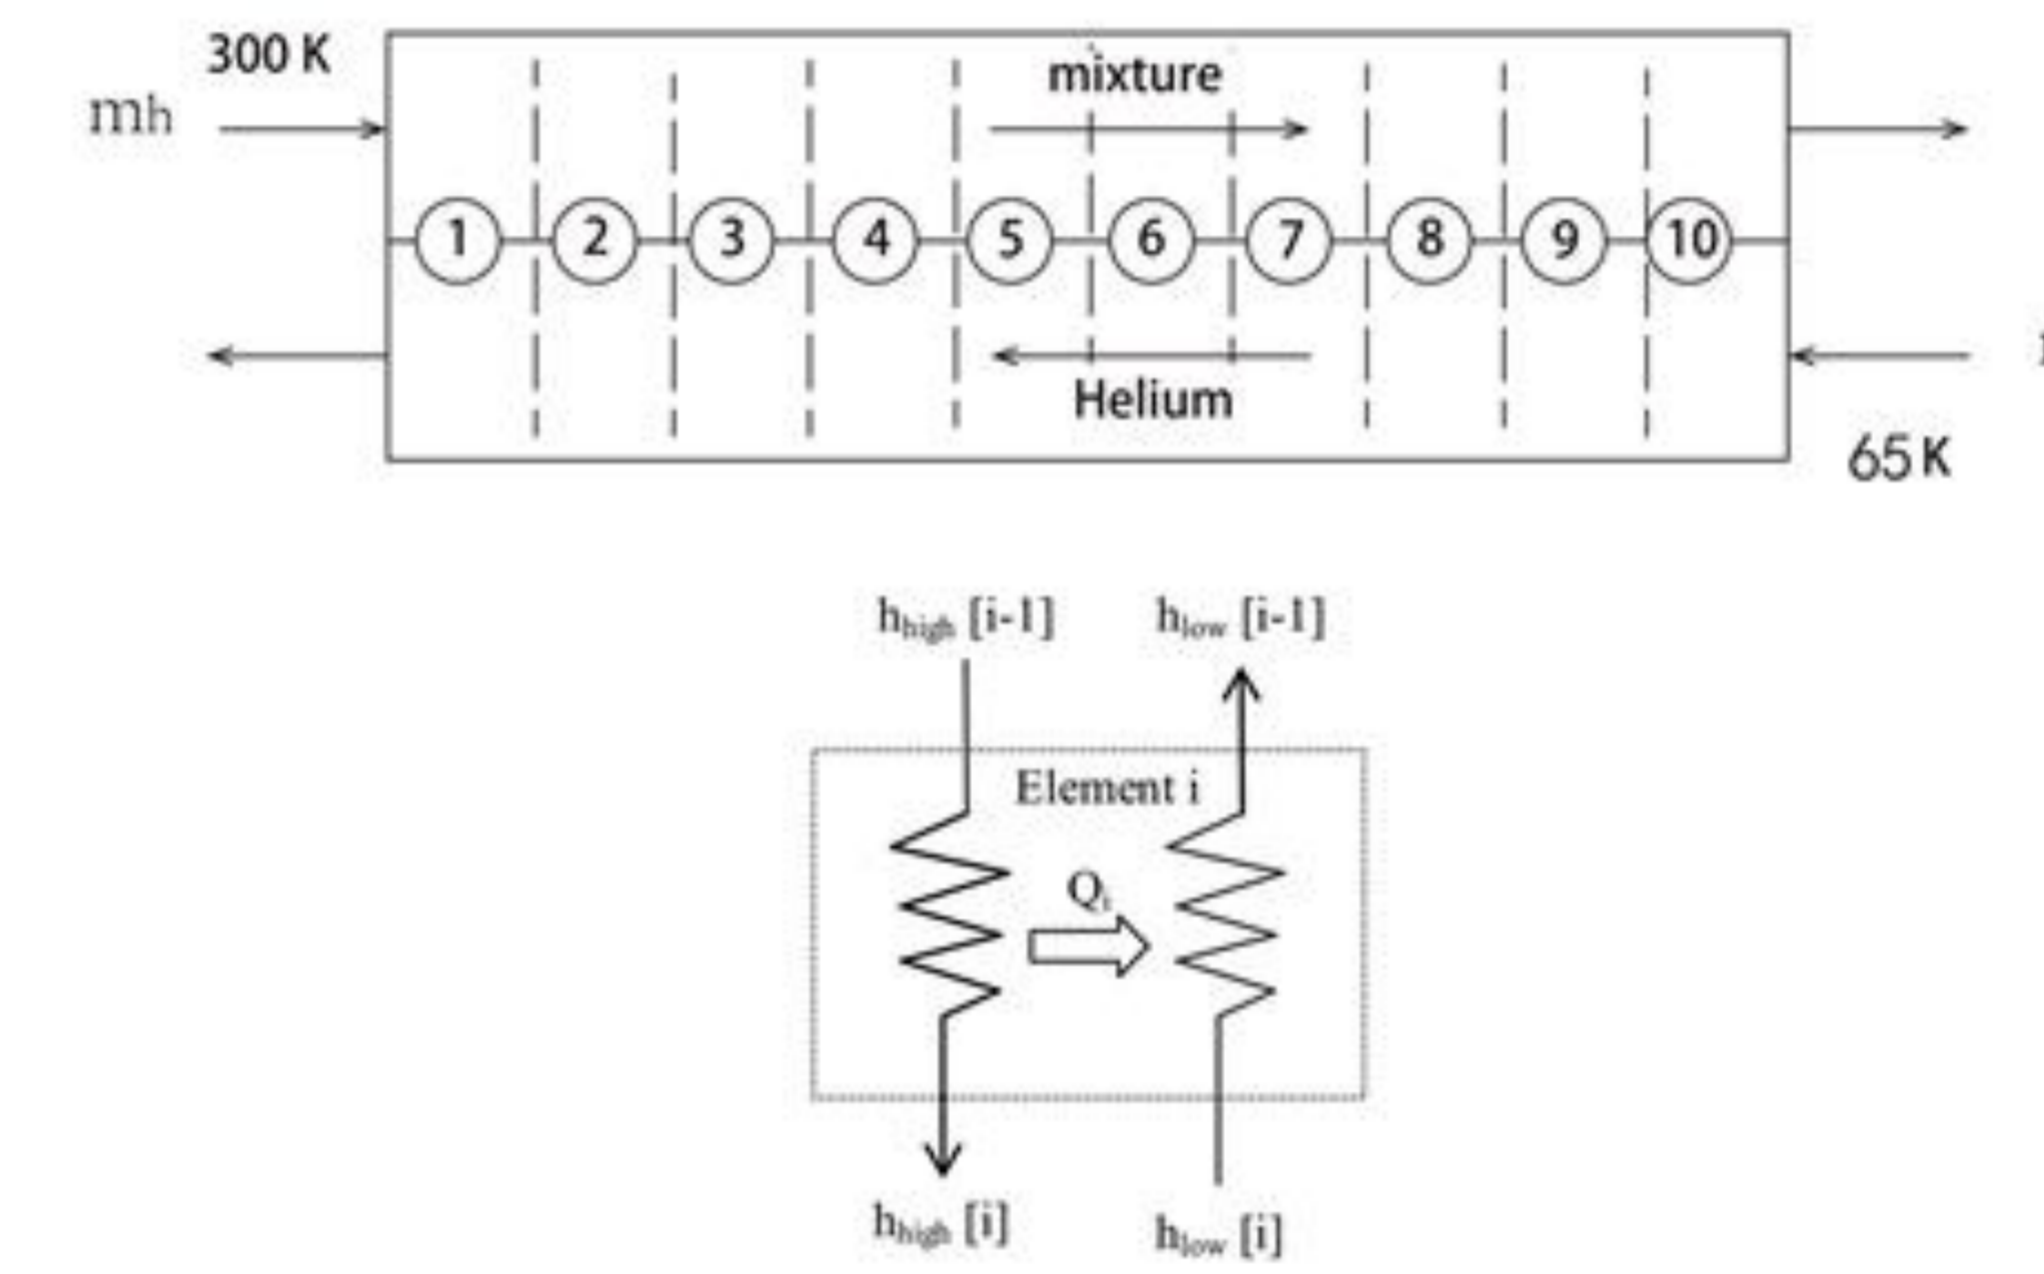 300 K
mh
mixture
1 2 3 4 5 6 7 8 9 10
Helium
65 K
hhigh [i-1] hlow [i-1]
Element i
Qi
hhigh [i] hlow [i]